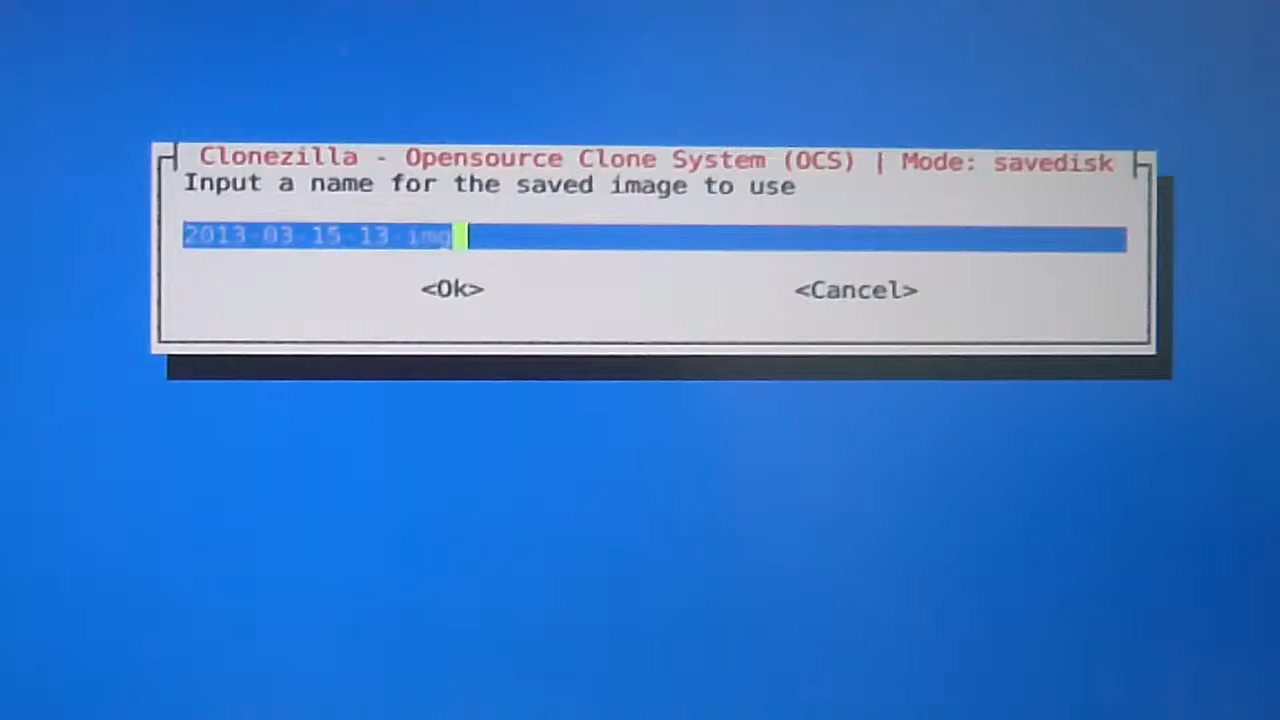 Clonezilla - Opensource Clone System (OCS) | Mode: savedisk
Input a name for the saved image to use
2013-03-15-13-img
<Ok> <Cancel>